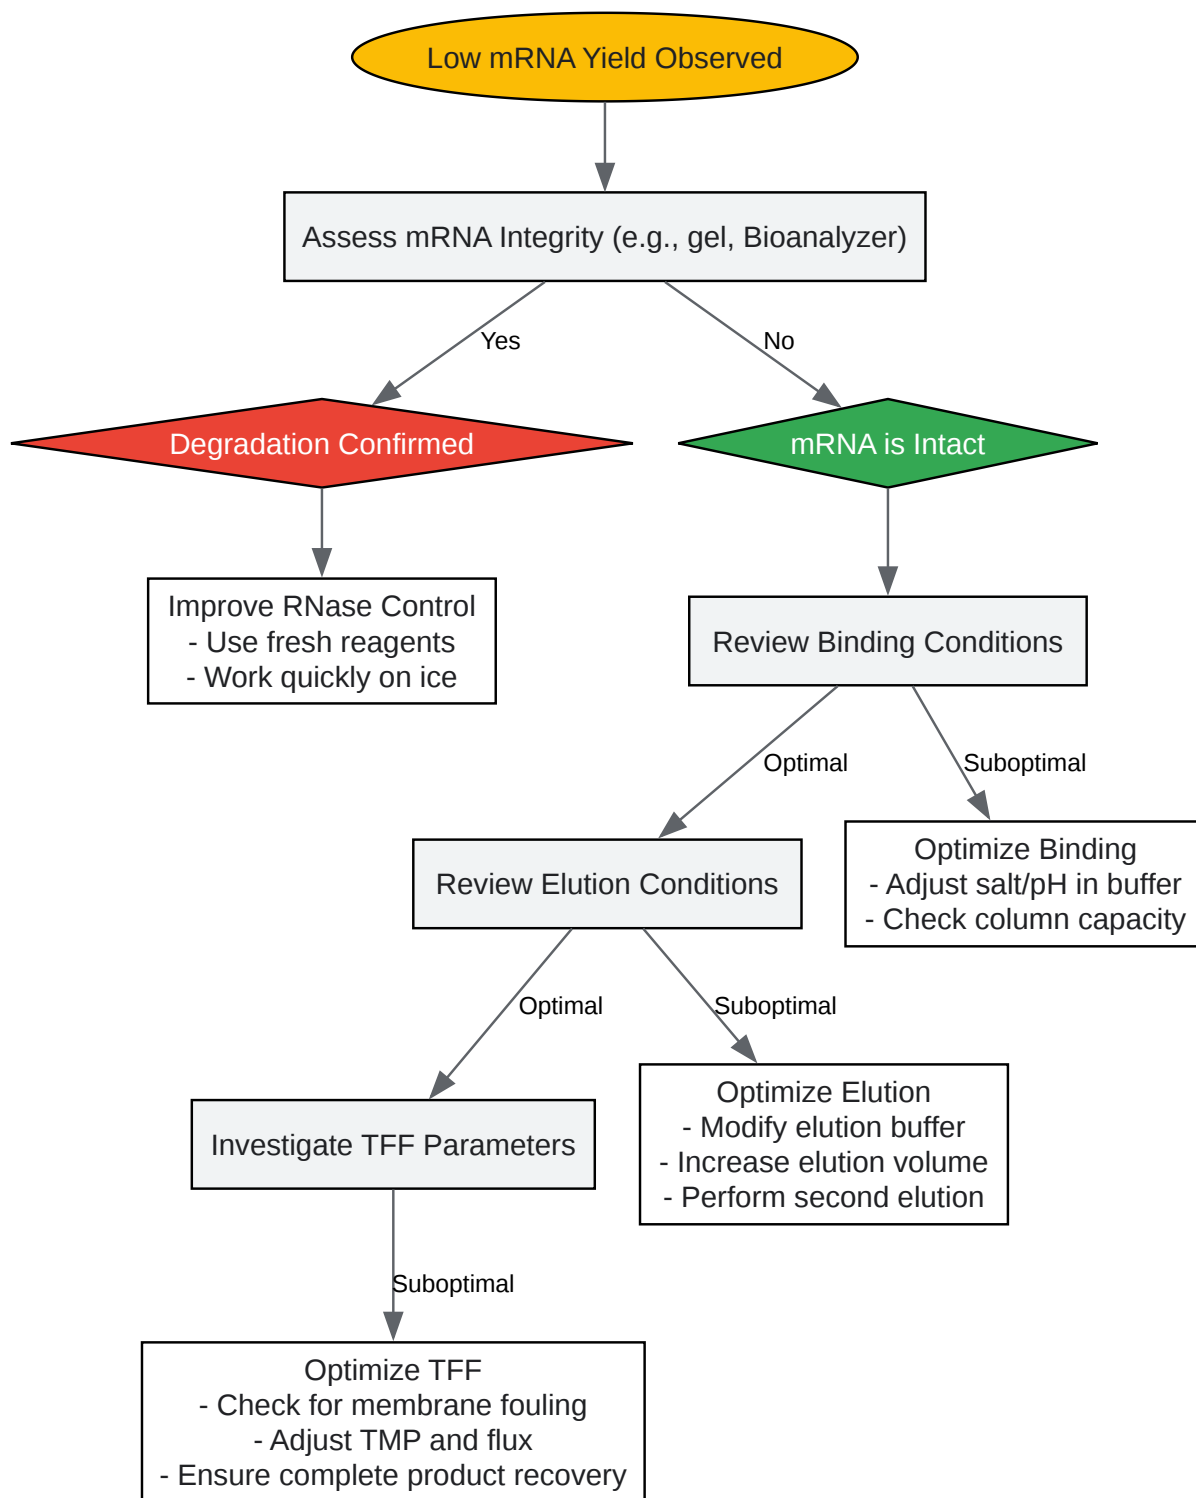 Low mRNA Yield Observed
Assess mRNA Integrity (e.g., gel, Bioanalyzer)
Yes
No
Degradation Confirmed
mRNA is Intact
Improve RNase Control
- Use fresh reagents
- Work quickly on ice
Review Binding Conditions
Optimal
Suboptimal
Optimize Binding
- Adjust salt/pH in buffer
- Check column capacity
Review Elution Conditions
Optimal
Suboptimal
Optimize Elution
- Modify elution buffer
- Increase elution volume
- Perform second elution
Investigate TFF Parameters
Suboptimal
Optimize TFF
- Check for membrane fouling
- Adjust TMP and flux
- Ensure complete product recovery